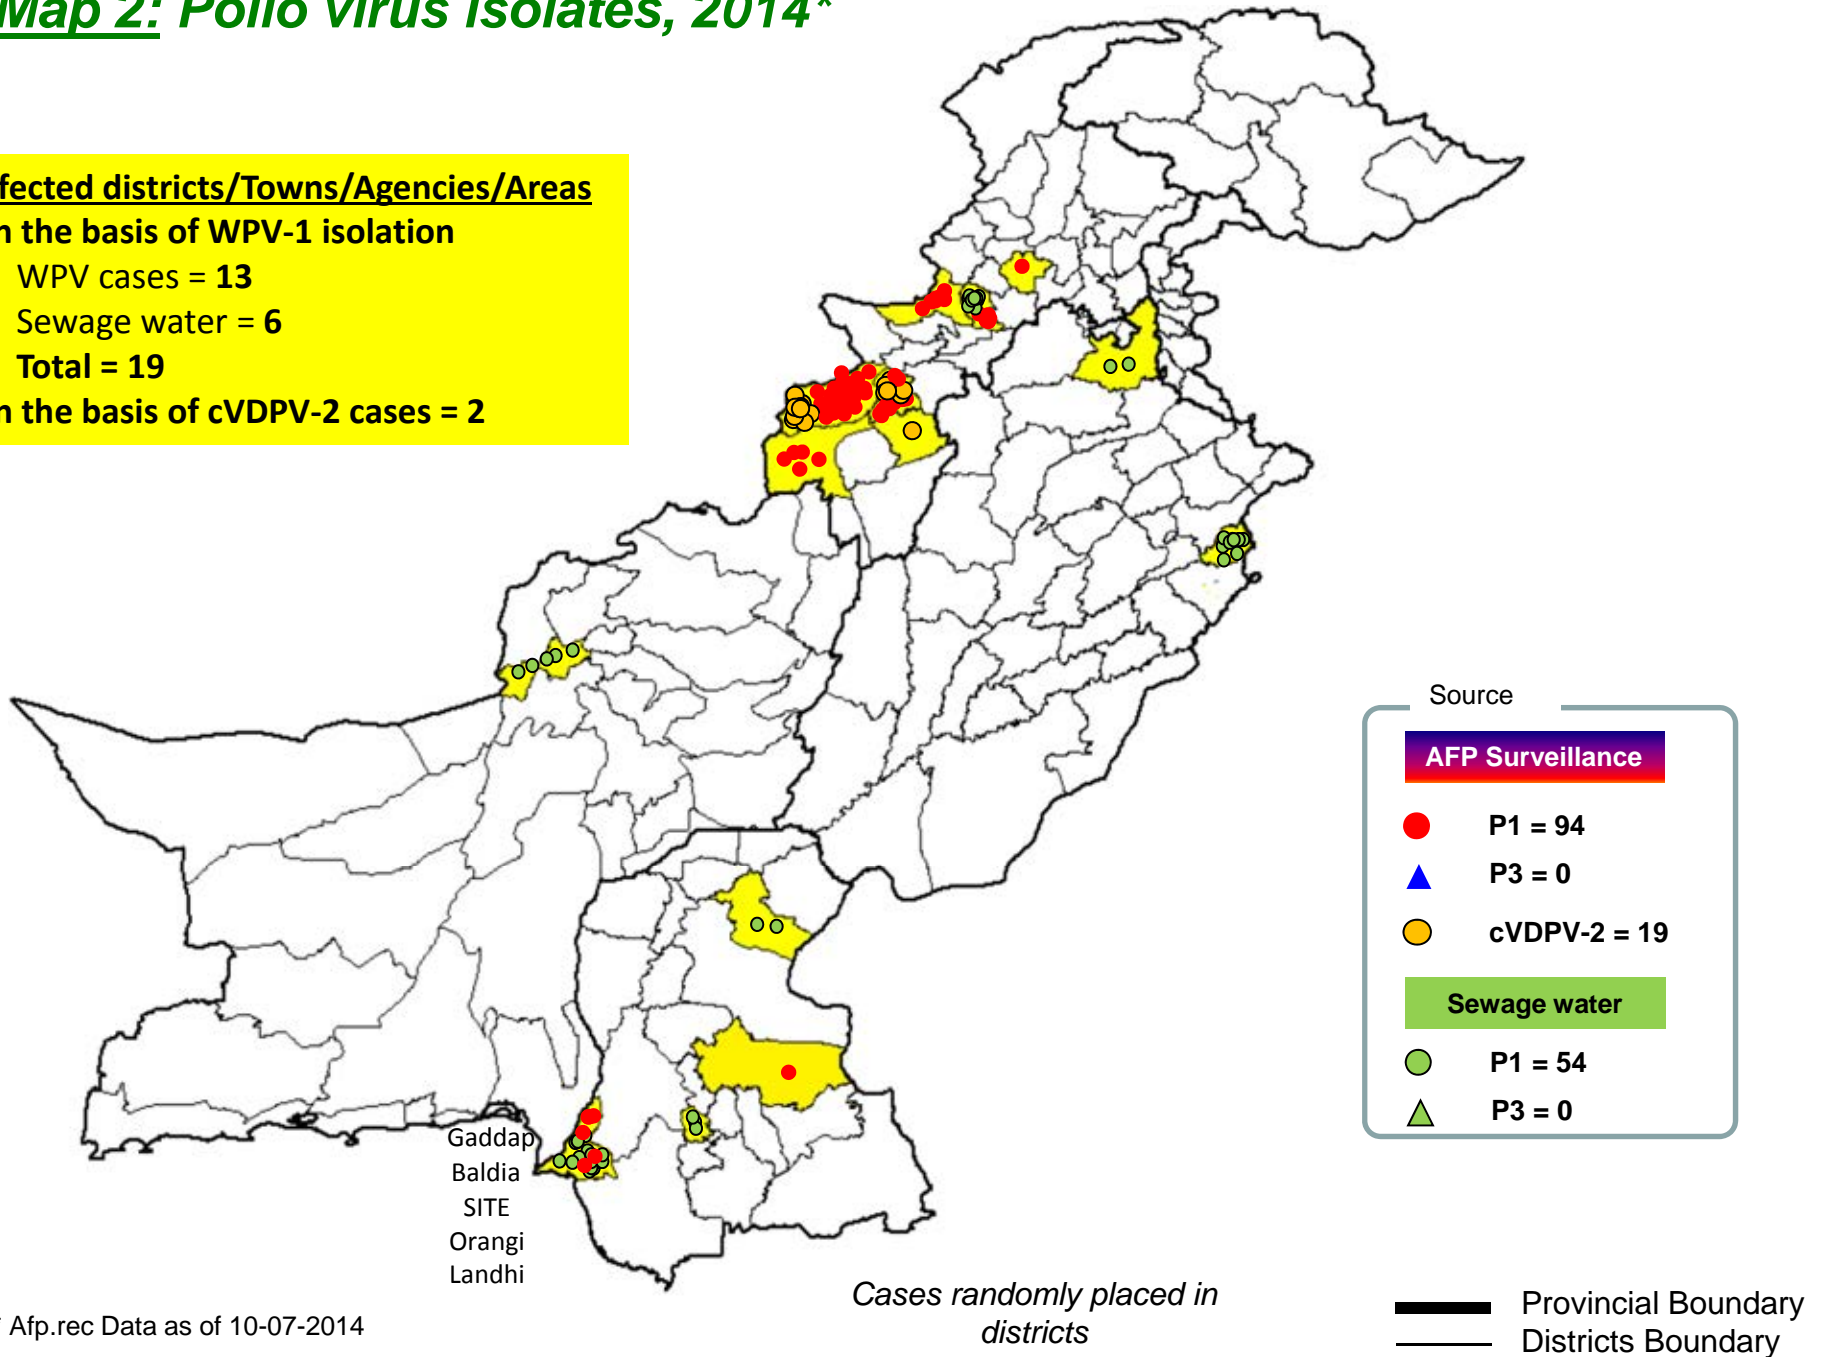 Map 2: Polio virus Isolates, 2014*
fected districts/Towns/Agencies/Areas
n the basis of WPV-1 isolation
WPV cases = 13
Sewage water = 6
Total = 19
n the basis of cVDPV-2 cases = 2
Source
AFP Surveillance
P1 = 94
P3 = 0
cVDPV-2 = 19
Sewage water
P1 = 54
P3 = 0
Gaddap
Baldia
SITE
Orangi
Landhi
Cases randomly placed in
districts
* Afp.rec Data as of 10-07-2014
Provincial Boundary
Districts Boundary